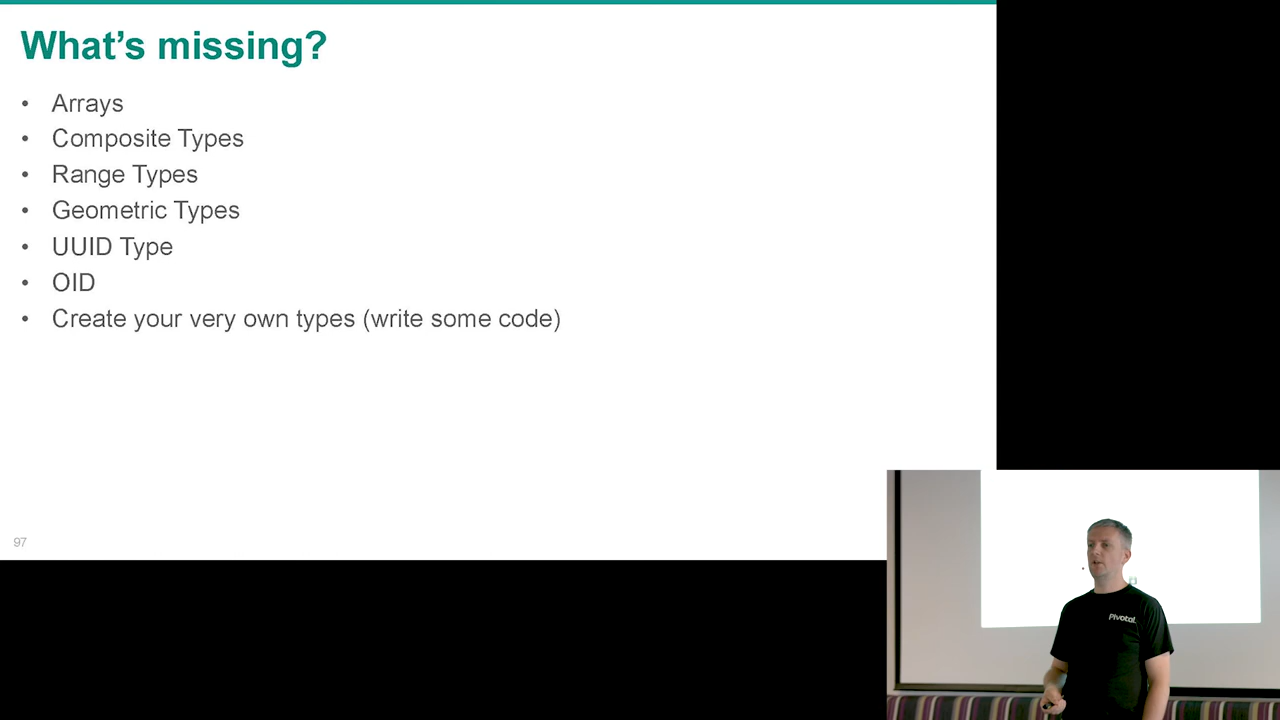 What's missing?
• Arrays
• Composite Types
• Range Types
• Geometric Types
• UUID Type
• OID
• Create your very own types (write some code)
97
Pivotal